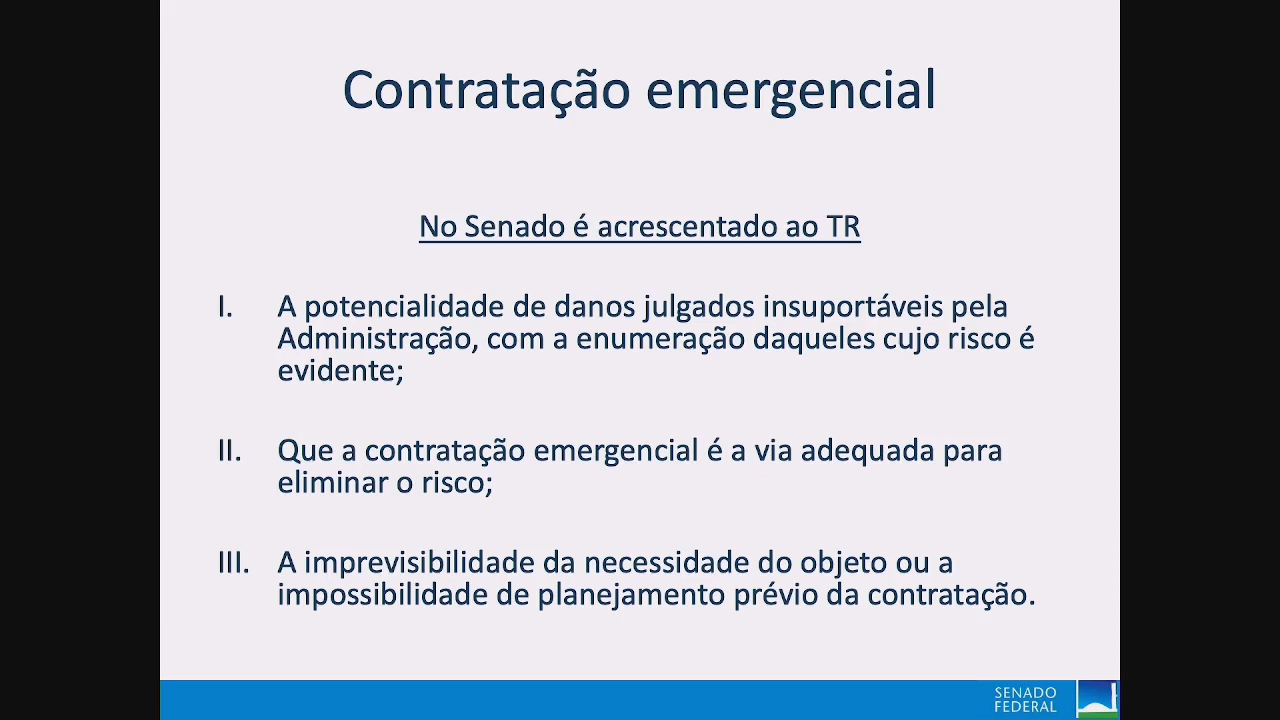 Contratação emergencial
No Senado é acrescentado ao TR
I. A potencialidade de danos julgados insuportáveis pela
Administração, com a enumeração daqueles cujo risco é
evidente;
II. Que a contratação emergencial é a via adequada para
eliminar o risco;
III. A imprevisibilidade da necessidade do objeto ou a
impossibilidade de planejamento prévio da contratação.
SENADO
FEDERAL